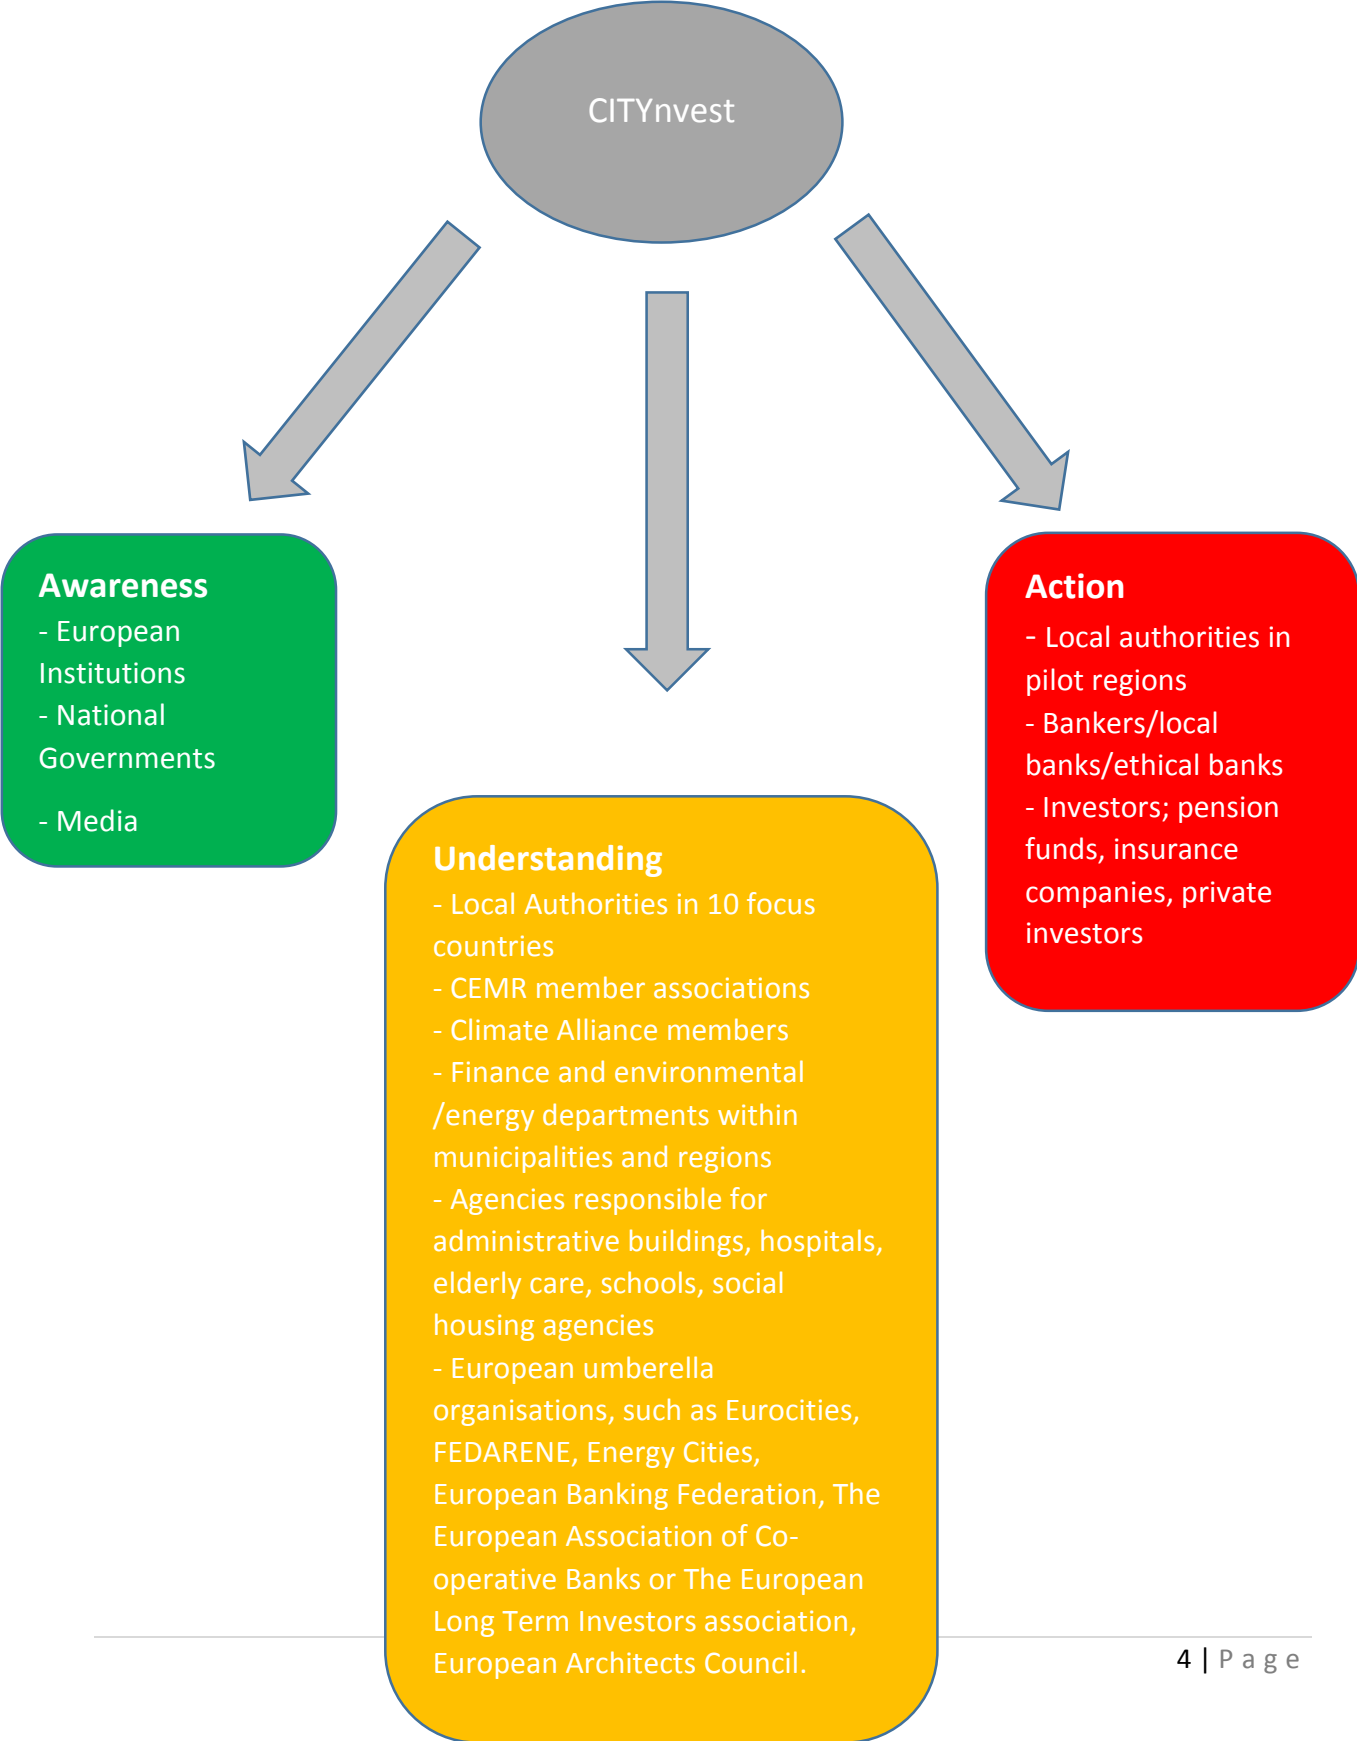 CITYnvest
Awareness
- European
Institutions
- National
Governments
- Media
Understanding
- Local Authorities in 10 focus
countries
- CEMR member associations
- Climate Alliance members
- Finance and environmental
/energy departments within
municipalities and regions
- Agencies responsible for
administrative buildings, hospitals,
elderly care, schools, social
housing agencies
- European umberella
organisations, such as Eurocities,
FEDARENE, Energy Cities,
European Banking Federation, The
European Association of Co-
operative Banks or The European
Long Term Investors association,
European Architects Council.
Action
- Local authorities in
pilot regions
- Bankers/local
banks/ethical banks
- Investors; pension
funds, insurance
companies, private
investors
4 | Page